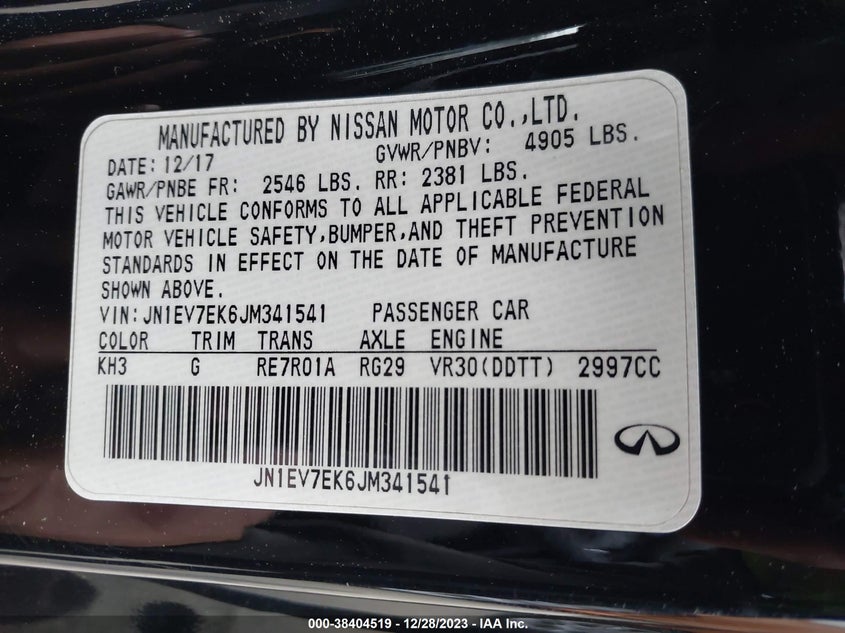 MANUFACTURED BY NISSAN MOTOR CO.,LTD.
DATE: 12/17 GVWR/PNBV: 4905 LBS.
GAWR/PNBE FR: 2546 LBS. RR: 2381 LBS.
THIS VEHICLE CONFORMS TO ALL APPLICABLE FEDERAL
MOTOR VEHICLE SAFETY,BUMPER,AND THEFT PREVENTION
STANDARDS IN EFFECT ON THE DATE OF MANUFACTURE
SHOWN ABOVE.
VIN:JN1EV7EK6JM341541 PASSENGER CAR
COLOR TRIM TRANS AXLE ENGINE
KH3 G RE7R01A RG29 VR30(DDTT) 2997CC
JN1EV7EK6JM341541
000-38404519 - 12/28/2023 - IAA Inc.